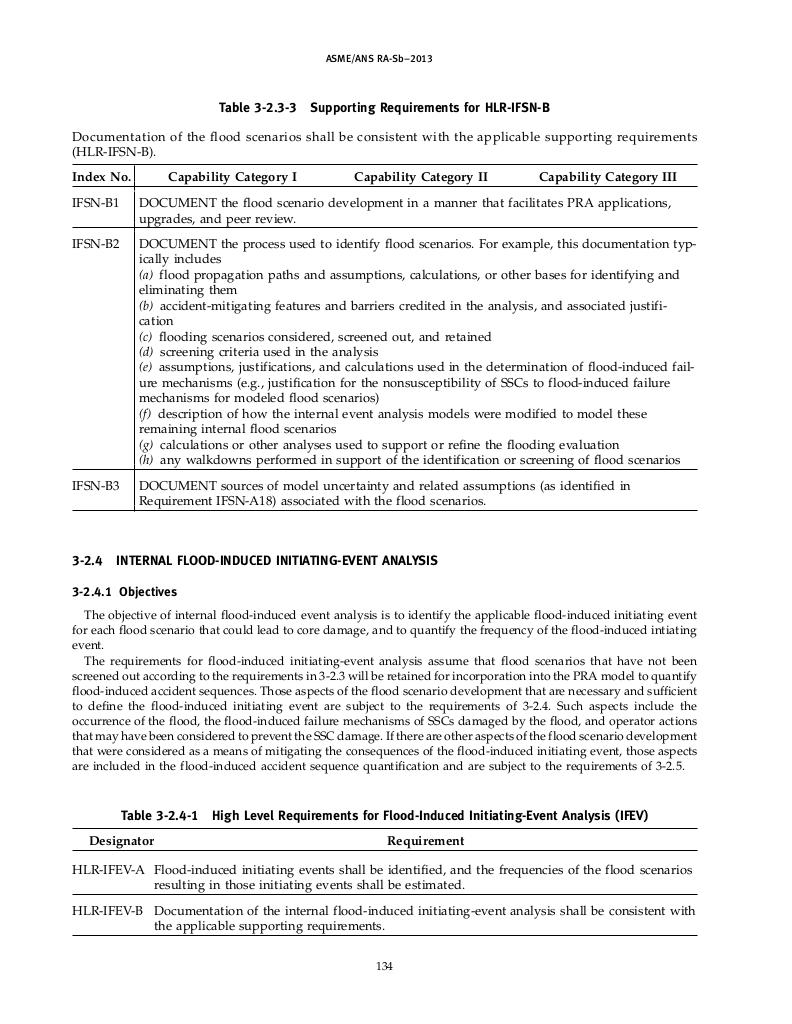 ASME/ANS RA-Sb–2013
Table 3-2.3-3 Supporting Requirements for HLR-IFSN-B
Documentation of the flood scenarios shall be consistent with the applicable supporting requirements
(HLR-IFSN-B).
Index No. Capability Category I Capability Category II Capability Category III
IFSN-B1 DOCUMENT the flood scenario development in a manner that facilitates PRA applications,
upgrades, and peer review.
IFSN-B2 DOCUMENT the process used to identify flood scenarios. For example, this documentation typ-
ically includes
(a) flood propagation paths and assumptions, calculations, or other bases for identifying and
eliminating them
(b) accident-mitigating features and barriers credited in the analysis, and associated justifi-
cation
(c) flooding scenarios considered, screened out, and retained
(d) screening criteria used in the analysis
(e) assumptions, justifications, and calculations used in the determination of flood-induced fail-
ure mechanisms (e.g., justification for the nonsusceptibility of SSCs to flood-induced failure
mechanisms for modeled flood scenarios)
(f) description of how the internal event analysis models were modified to model these
remaining internal flood scenarios
(g) calculations or other analyses used to support or refine the flooding evaluation
(h) any walkdowns performed in support of the identification or screening of flood scenarios
IFSN-B3 DOCUMENT sources of model uncertainty and related assumptions (as identified in
Requirement IFSN-A18) associated with the flood scenarios.
3-2.4 INTERNAL FLOOD-INDUCED INITIATING-EVENT ANALYSIS
3-2.4.1 Objectives
The objective of internal flood-induced event analysis is to identify the applicable flood-induced initiating event
for each flood scenario that could lead to core damage, and to quantify the frequency of the flood-induced intiating
event.
The requirements for flood-induced initiating-event analysis assume that flood scenarios that have not been
screened out according to the requirements in 3-2.3 will be retained for incorporation into the PRA model to quantify
flood-induced accident sequences. Those aspects of the flood scenario development that are necessary and sufficient
to define the flood-induced initiating event are subject to the requirements of 3-2.4. Such aspects include the
occurrence of the flood, the flood-induced failure mechanisms of SSCs damaged by the flood, and operator actions
that may have been considered to prevent the SSC damage. If there are other aspects of the flood scenario development
that were considered as a means of mitigating the consequences of the flood-induced initiating event, those aspects
are included in the flood-induced accident sequence quantification and are subject to the requirements of 3-2.5.
Table 3-2.4-1 High Level Requirements for Flood-Induced Initiating-Event Analysis (IFEV)
Designator Requirement
HLR-IFEV-A Flood-induced initiating events shall be identified, and the frequencies of the flood scenarios
resulting in those initiating events shall be estimated.
HLR-IFEV-B Documentation of the internal flood-induced initiating-event analysis shall be consistent with
the applicable supporting requirements.
134